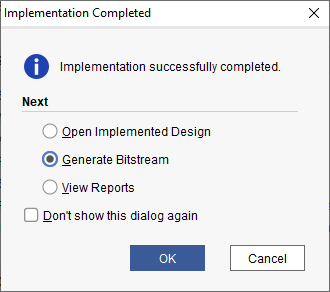 Implementation Completed
Implementation successfully completed.
Next
Open Implemented Design
Generate Bitstream
View Reports
Don't show this dialog again
OK
Cancel